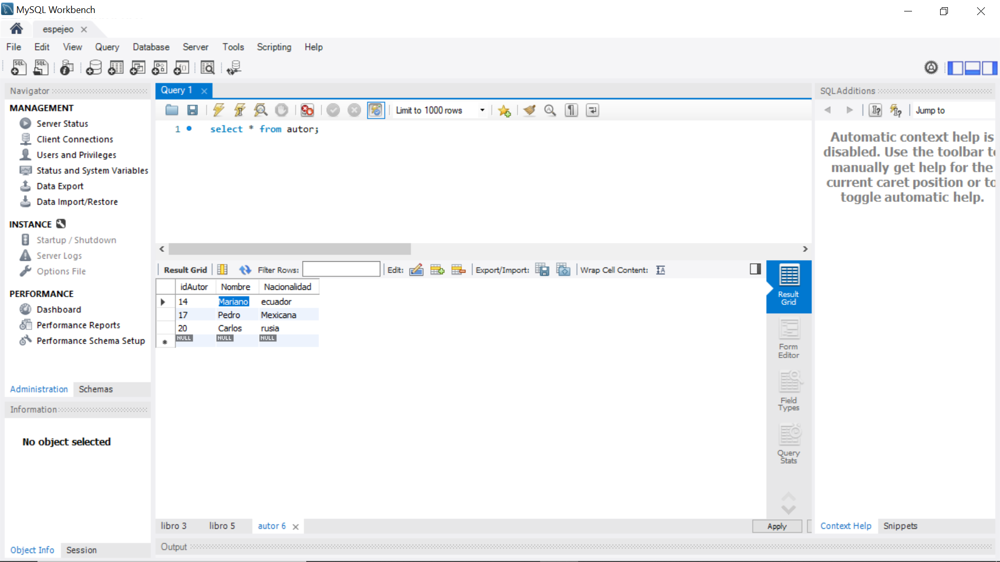 MySQL Workbench
espejeo
File Edit View Query Database Server Tools Scripting Help
Navigator
MANAGEMENT
Server Status
Client Connections
Users and Privileges
Status and System Variables
Data Export
Data Import/Restore
INSTANCE
Startup / Shutdown
Server Logs
Options File
PERFORMANCE
Dashboard
Performance Reports
Performance Schema Setup
Administration Schemas
Information
No object selected
Object Info Session
Query 1
Limit to 1000 rows
1 select * from autor;
Result Grid Filter Rows: Edit: Export/Import: Wrap Cell Content:
idAutor Nombre Nacionalidad
14 Mariano ecuador
17 Pedro Mexicana
20 Carlos rusia
NULL NULL NULL
Result
Grid
Form
Editor
Field
Types
Query
Stats
libro 3 libro 5 autor 6
Apply
Output
SQLAdditions
Jump to
Automatic context help is
disabled. Use the toolbar to
manually get help for the
current caret position or to
toggle automatic help.
Context Help Snippets